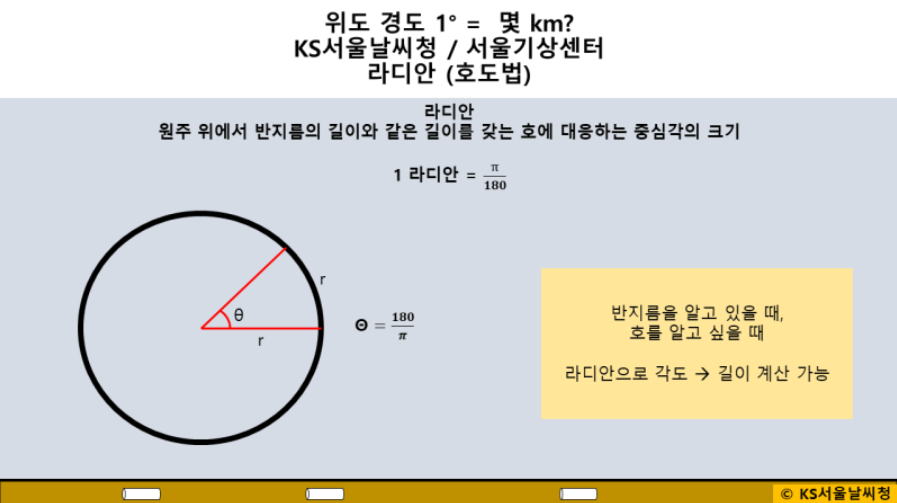 위도 경도 1° = 몇 km?
KS서울날씨청 / 서울기상센터
라디안 (호도법)
라디안
원주 위에서 반지름의 길이와 같은 길이를 갖는 호에 대응하는 중심각의 크기
1 라디안 = π/180
r
θ
Θ = 180/π
r
반지름을 알고 있을 때,
호를 알고 싶을 때
라디안으로 각도 → 길이 계산 가능
© KS서울날씨청